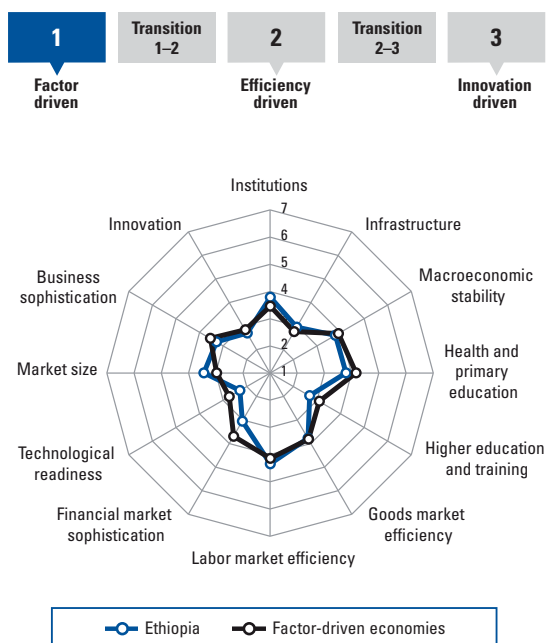 1
Transition
1–2
2
Transition
2–3
3
Factor
driven
Efficiency
driven
Innovation
driven
Institutions
Infrastructure
Macroeconomic
stability
Health and
primary
education
Higher education
and training
Goods market
efficiency
Labor market efficiency
Financial market
sophistication
Technological
readiness
Market size
Business
sophistication
Innovation
7
6
5
4
2
1
Ethiopia
Factor-driven economies